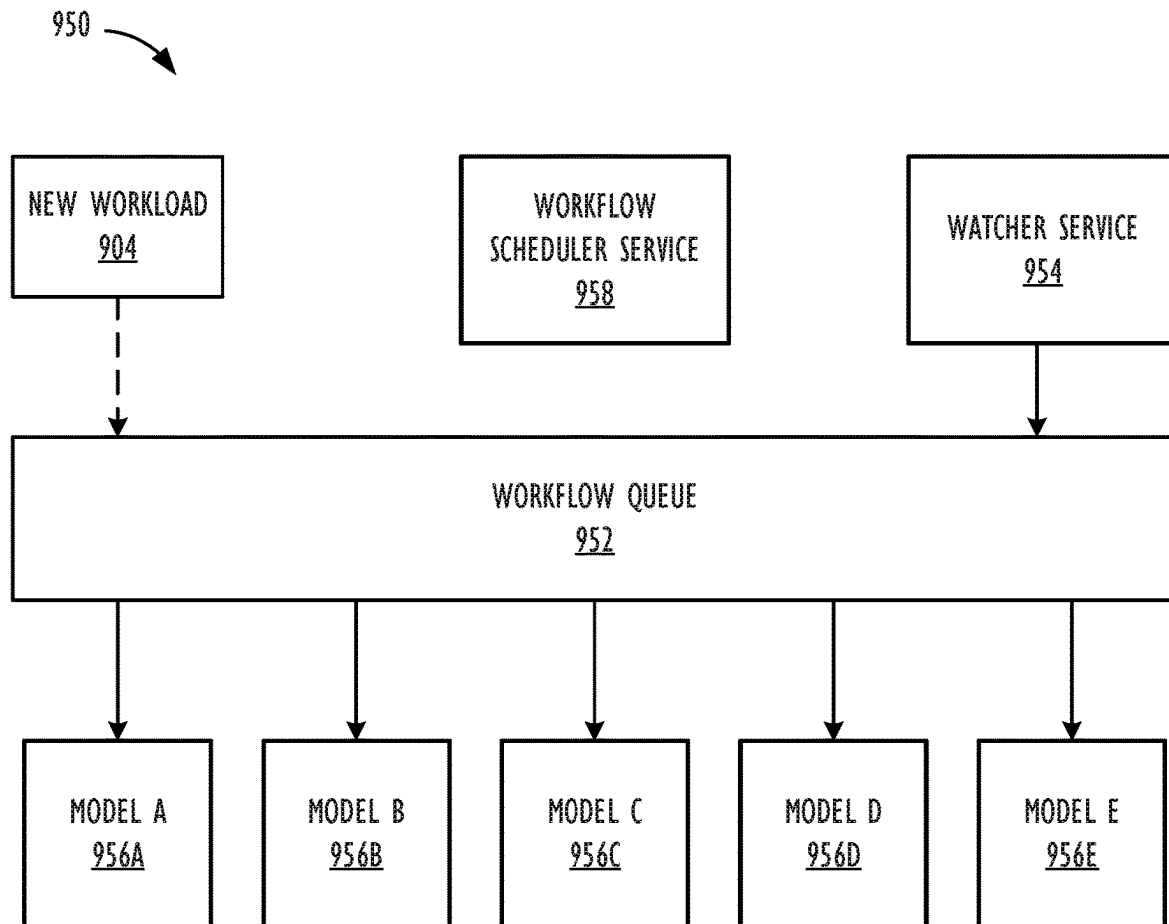 950
NEW WORKLOAD
904
WORKFLOW
SCHEDULER SERVICE
958
WATCHER SERVICE
954
WORKFLOW QUEUE
952
MODEL A
956A
MODEL B
956B
MODEL C
956C
MODEL D
956D
MODEL E
956E